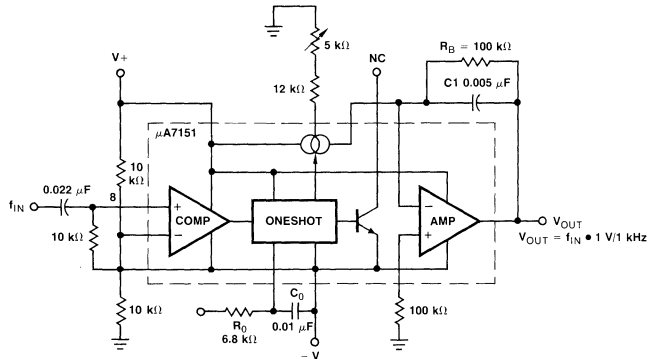 5 kΩ
V+
NC
R_B = 100 kΩ
12 kΩ
C1 0.005 µF
µA7151
10
kΩ
0.022 µF
8
f_IN
+
−
COMP
ONESHOT
−
+
AMP
V_OUT
V_OUT = f_IN • 1 V/1 kHz
10 kΩ
10 kΩ
C_0
0.01 µF
R_0
6.8 kΩ
100 kΩ
− V